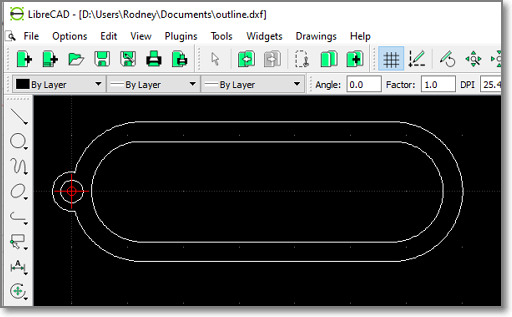 LibreCAD - [D:\Users\Rodney\Documents\outline.dxf]
File Options Edit View Plugins Tools Widgets Drawings Help
By Layer By Layer By Layer Angle: 0.0 Factor: 1.0 DPI 25.4
A